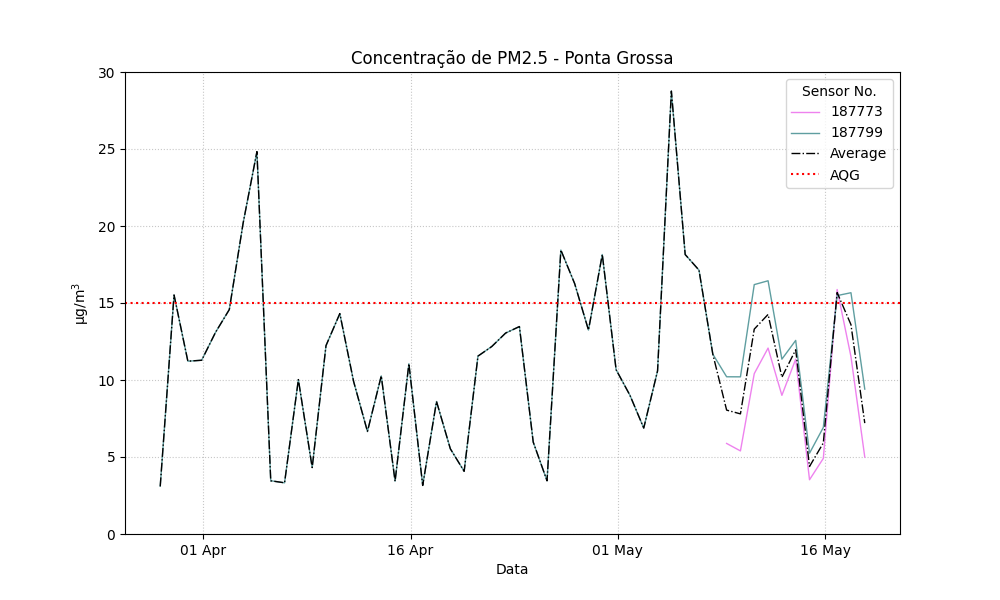 Concentração de PM2.5 - Ponta Grossa
30
25
20
15
10
5
0
µg/m³
01 Apr
16 Apr
01 May
16 May
Data
Sensor No.
187773
187799
Average
AQG